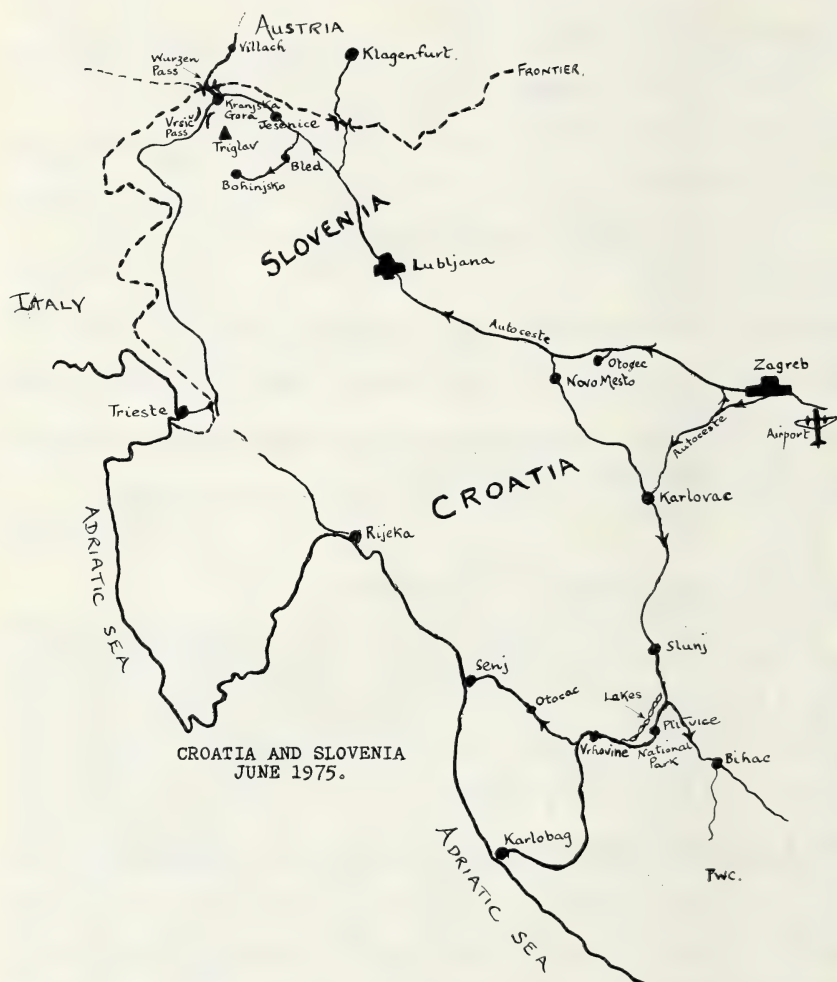 AUSTRIA
Villach
Wurzen
Pass
Klagenfurt.
FRONTIER.
Kranjska
Gora
Vrsič
Pass
Jesenice
Triglav
Bled
Bohinjsko
SLOVENIA
Lubljana
ITALY
Autoceste
Otocec
Zagreb
Novo Mesto
Trieste
Autoceste
Airport
CROATIA
Karlovac
ADRIATIC SEA
Rijeka
Slunj
Senj
Lakes
Otocac
Plitvice
Vrhovine
National
Park
Bihac
CROATIA AND SLOVENIA
JUNE 1975.
Karlobag
ADRIATIC SEA